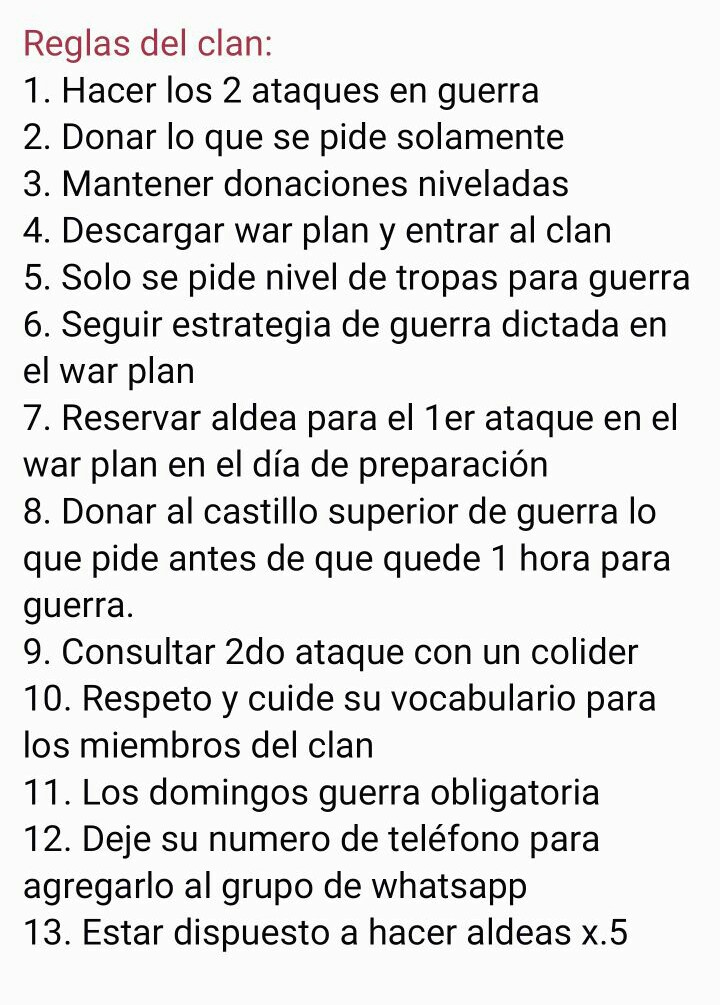 Reglas del clan:
1. Hacer los 2 ataques en guerra
2. Donar lo que se pide solamente
3. Mantener donaciones niveladas
4. Descargar war plan y entrar al clan
5. Solo se pide nivel de tropas para guerra
6. Seguir estrategia de guerra dictada en
el war plan
7. Reservar aldea para el 1er ataque en el
war plan en el día de preparación
8. Donar al castillo superior de guerra lo
que pide antes de que quede 1 hora para
guerra.
9. Consultar 2do ataque con un colider
10. Respeto y cuide su vocabulario para
los miembros del clan
11. Los domingos guerra obligatoria
12. Deje su numero de teléfono para
agregarlo al grupo de whatsapp
13. Estar dispuesto a hacer aldeas x.5